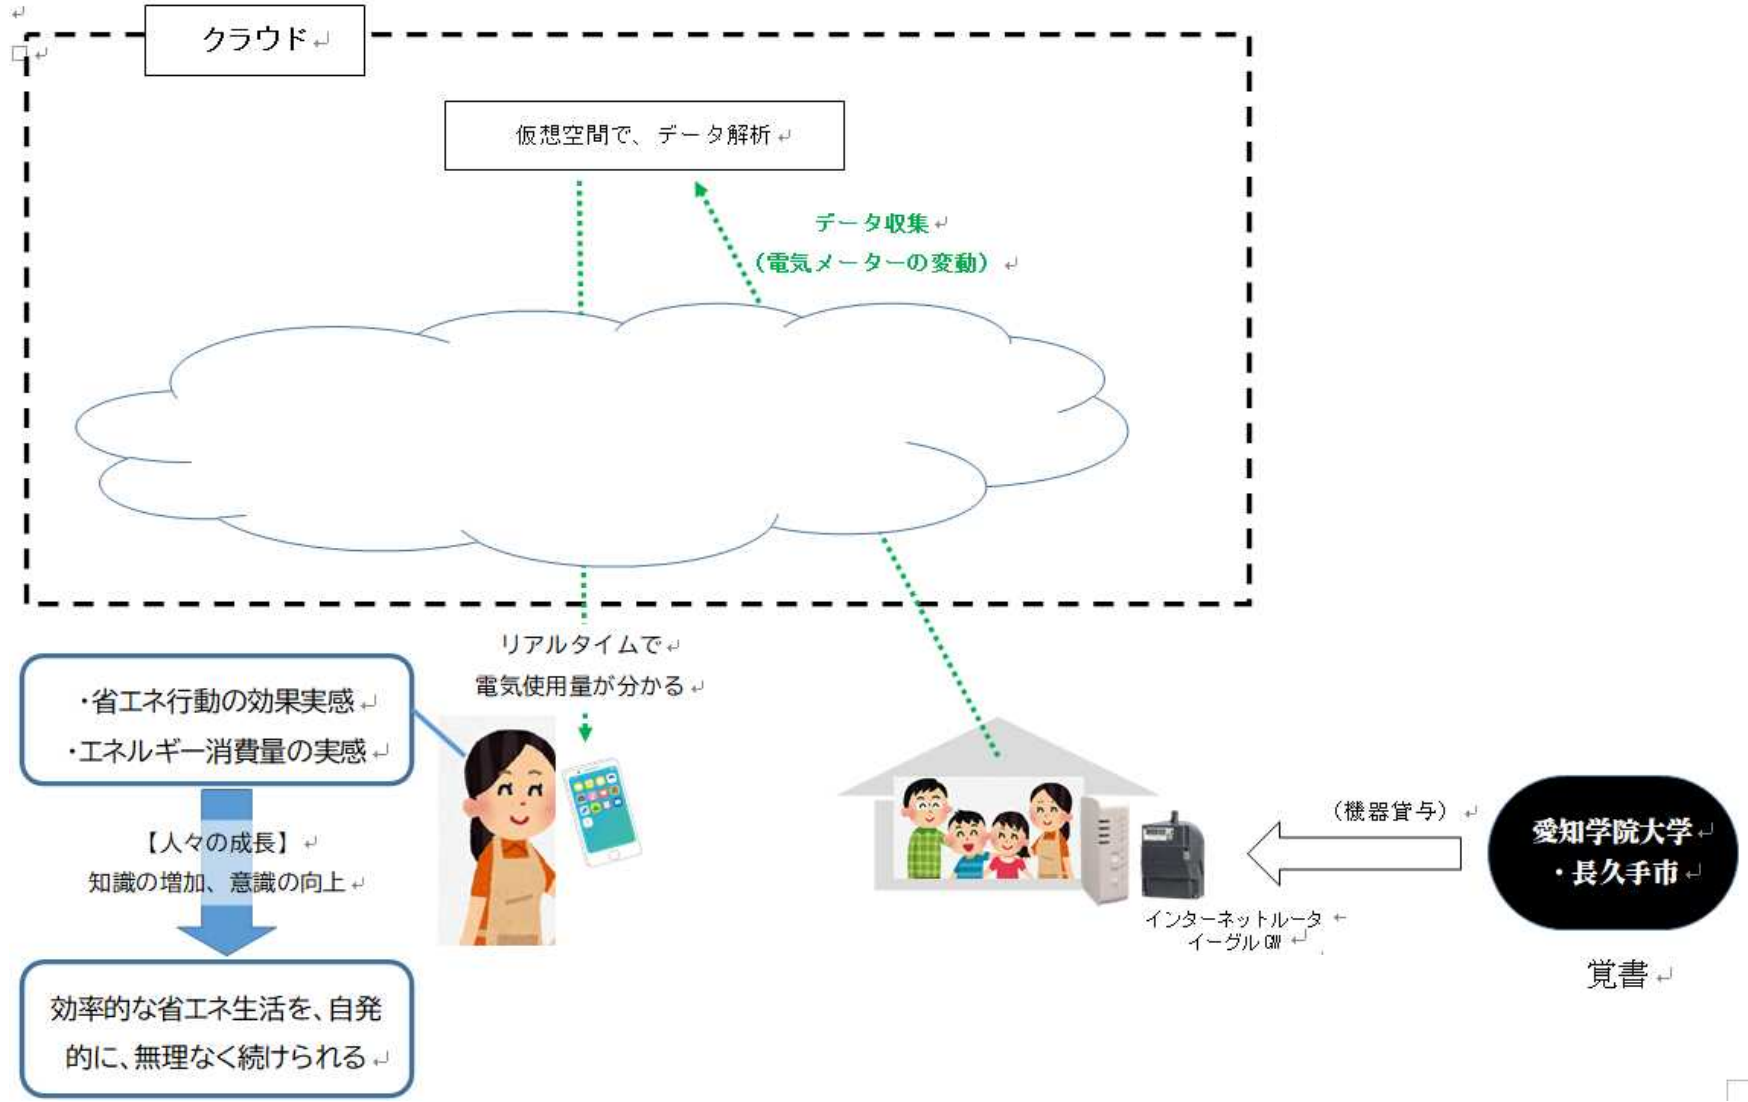 クラウド
仮想空間で、データ解析
データ収集
（電気メーターの変動）
リアルタイムで
電気使用量が分かる
・省エネ行動の効果実感
・エネルギー消費量の実感
【人々の成長】
知識の増加、意識の向上
効率的な省エネ生活を、自発
的に、無理なく続けられる
（機器貸与）
愛知学院大学
・長久手市
インターネットルータ
イーグルGW
覚書